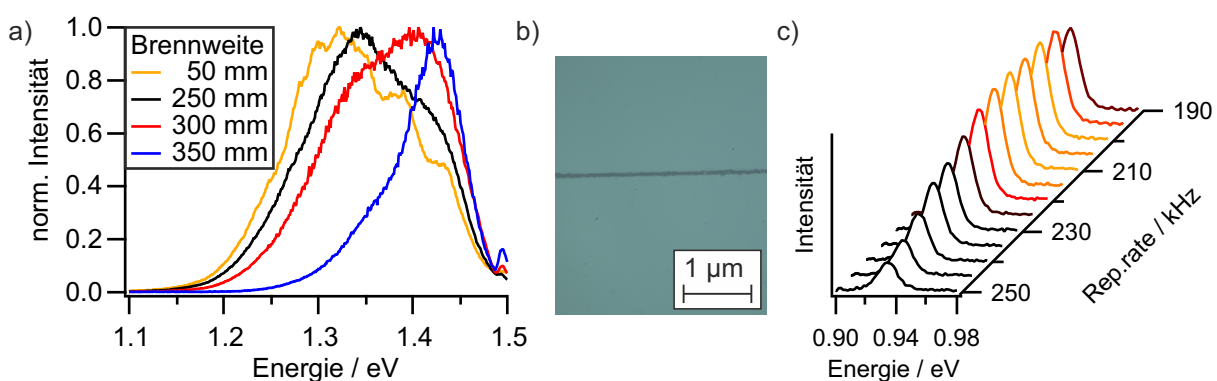 a)
norm. Intensität
1.0
0.8
0.6
0.4
0.2
0.0
Brennweite
50 mm
250 mm
300 mm
350 mm
1.1
1.2
1.3
1.4
1.5
Energie / eV
b)
1 µm
c)
Intensität
190
210
230
250
Rep.rate / kHz
0.90
0.94
0.98
Energie / eV